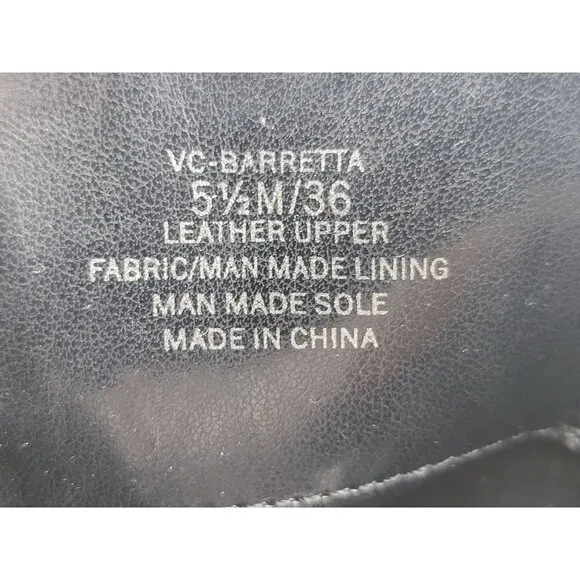 VC-BARRETTA
5½M/36
LEATHER UPPER
FABRIC/MAN MADE LINING
MAN MADE SOLE
MADE IN CHINA